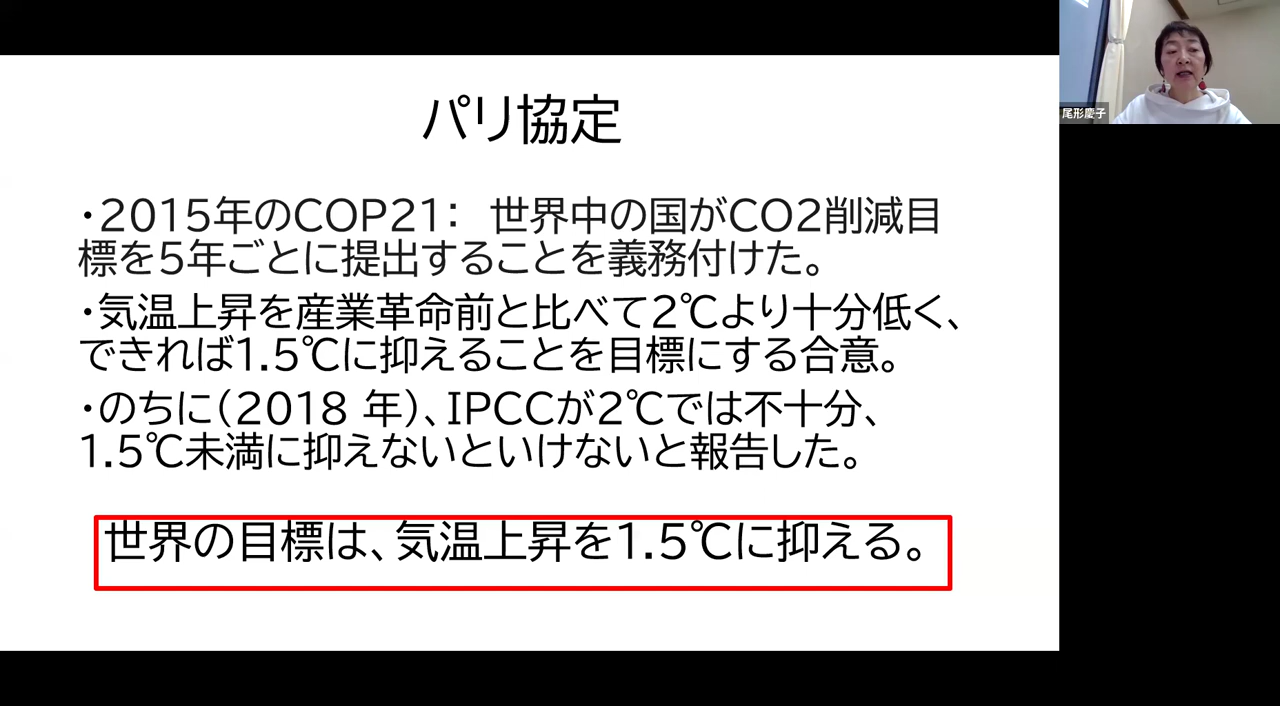 パリ協定
・2015年のCOP21： 世界中の国がCO2削減目
標を5年ごとに提出することを義務付けた。
・気温上昇を産業革命前と比べて2℃より十分低く、
できれば1.5℃に抑えることを目標にする合意。
・のちに（2018 年）、IPCCが2℃では不十分、
1.5℃未満に抑えないといけないと報告した。
世界の目標は、気温上昇を1.5℃に抑える。
尾形慶子